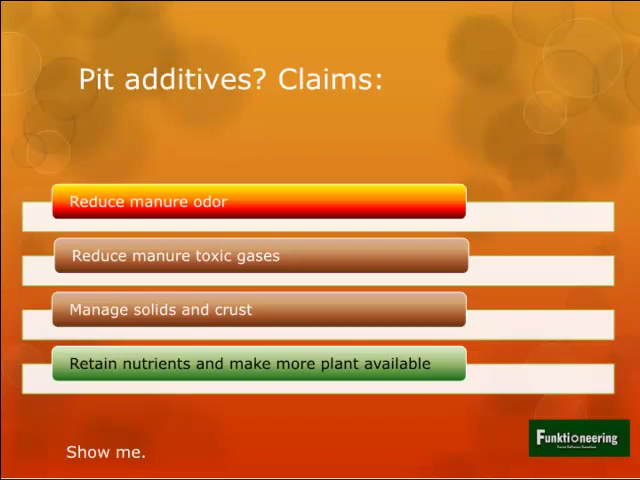 Pit additives? Claims:
Reduce manure odor
Reduce manure toxic gases
Manage solids and crust
Retain nutrients and make more plant available
Show me.
Funktioneering